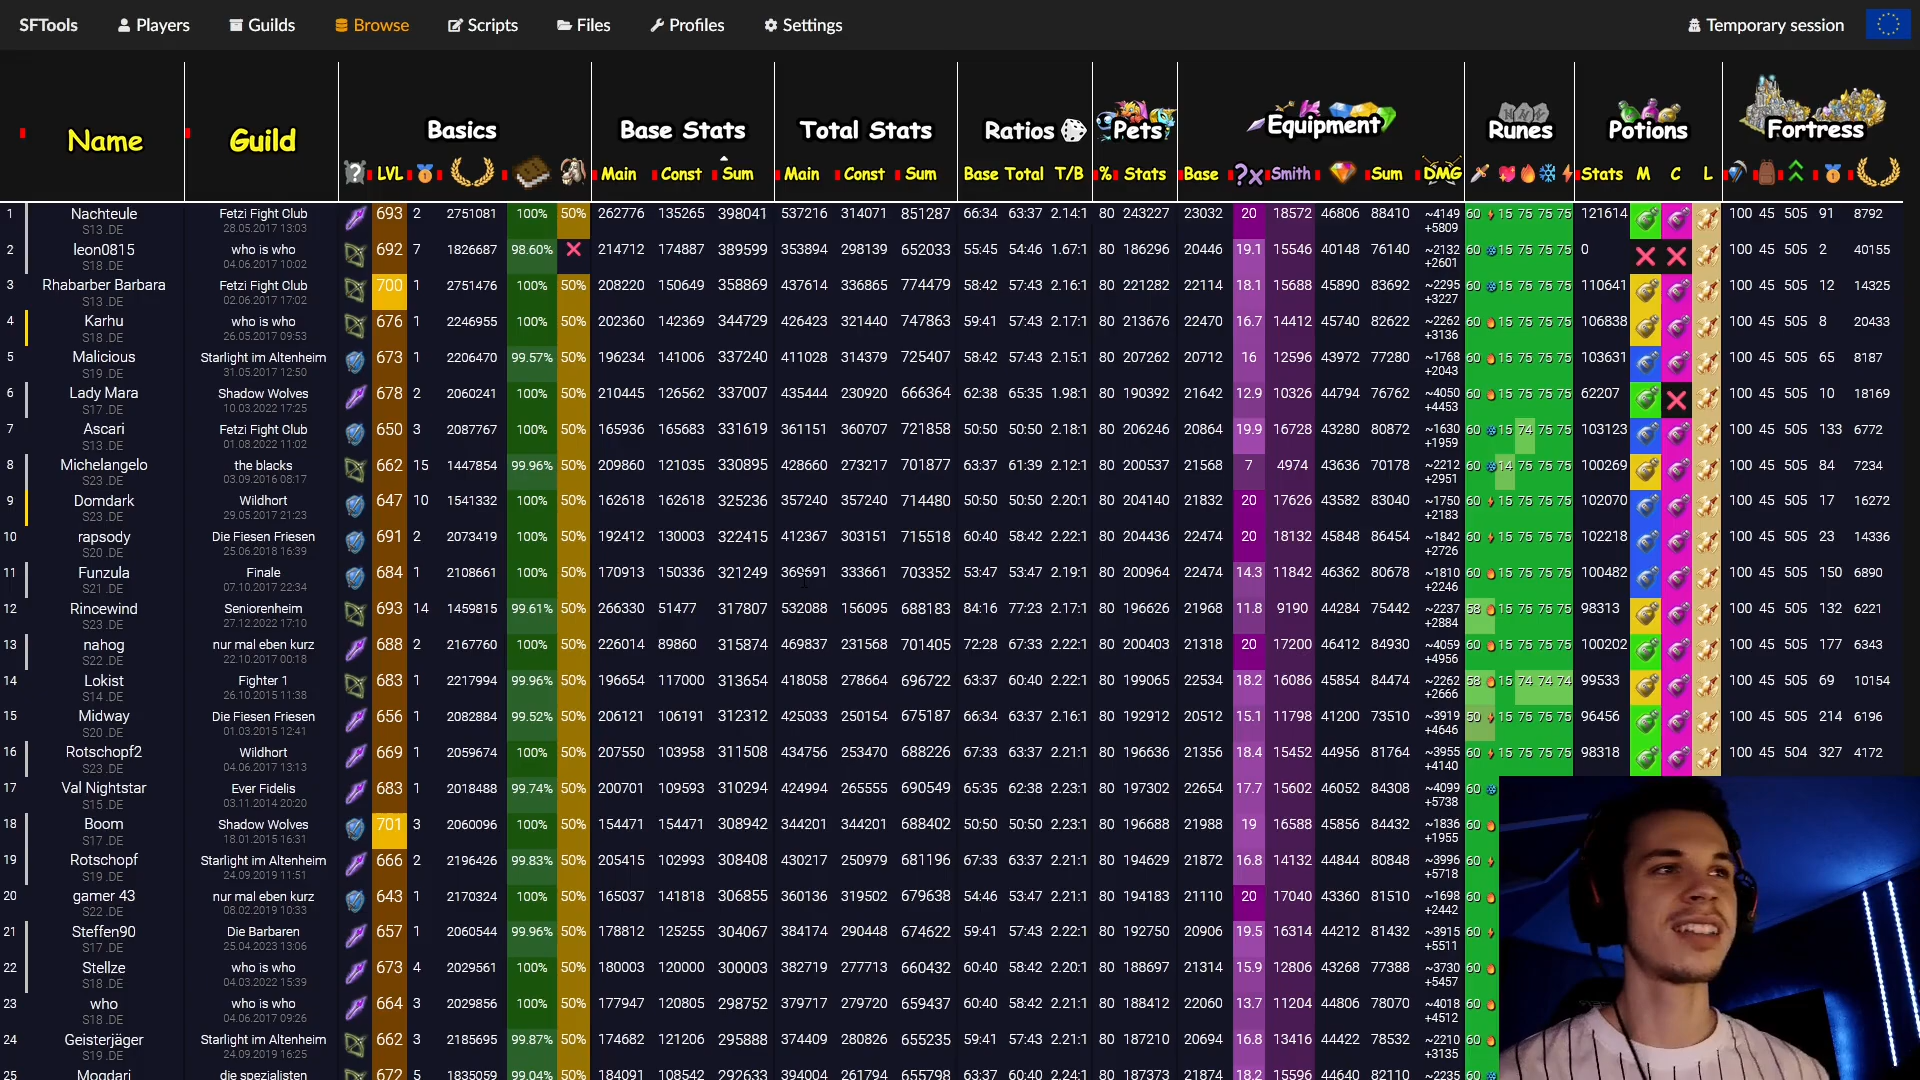 SFTools Players Guilds Browse Scripts Files Profiles Settings Temporary session
Name Guild Basics Base Stats Total Stats Ratios Pets Equipment Runes Potions Fortress
LVL Main Const Sum Main Const Sum Base Total T/B % Stats Base ?x Smith Sum DMG Stats M C L
1 Nachteule Fetzi Fight Club 693 2 2751081 100% 50% 262776 135265 398041 537216 314071 851287 66:34 63:37 2.14:1 80 243227 23032 20 18572 46806 88410 ~4149 60 15 75 75 75 121614 100 45 505 91 8792
S13 .DE 28.05.2017 13:03 +5809
2 leon0815 who is who 692 7 1826687 98.60% 214712 174887 389599 353894 298139 652033 55:45 54:46 1.67:1 80 186296 20446 19.1 15546 40148 76140 ~2132 60 15 75 75 75 0 100 45 505 2 40155
S18 .DE 04.06.2017 10:02 +2601
3 Rhabarber Barbara Fetzi Fight Club 700 1 2751476 100% 50% 208220 150649 358869 437614 336865 774479 58:42 57:43 2.16:1 80 221282 22114 18.1 15688 45890 83692 ~2295 60 15 75 75 75 110641 100 45 505 12 14325
S13 .DE 02.06.2017 17:02 +3227
4 Karhu who is who 676 1 2246955 100% 50% 202360 142369 344729 426423 321440 747863 59:41 57:43 2.17:1 80 213676 22470 16.7 14412 45740 82622 ~2262 60 15 75 75 75 106838 100 45 505 8 20433
S18 .DE 26.05.2017 09:53 +3136
5 Malicious Starlight im Altenheim 673 1 2206470 99.57% 50% 196234 141006 337240 411028 314379 725407 58:42 57:43 2.15:1 80 207262 20712 16 12596 43972 77280 ~1768 60 15 75 75 75 103631 100 45 505 65 8187
S19 .DE 31.05.2017 12:50 +2043
6 Lady Mara Shadow Wolves 678 2 2060241 100% 50% 210445 126562 337007 435444 230920 666364 62:38 65:35 1.98:1 80 190392 21642 12.9 10326 44794 76762 ~4050 60 15 75 75 75 62207 100 45 505 10 18169
S17 .DE 10.03.2022 17:25 +4453
7 Ascari Fetzi Fight Club 650 3 2087767 100% 50% 165936 165683 331619 361151 360707 721858 50:50 50:50 2.18:1 80 206246 20864 19.9 16728 43280 80872 ~1630 60 15 74 75 75 103123 100 45 505 133 6772
S13 .DE 01.08.2022 11:02 +1959
8 Michelangelo the blacks 662 15 1447854 99.96% 50% 209860 121035 330895 428660 273217 701877 63:37 61:39 2.12:1 80 200537 21568 7 4974 43636 70178 ~2212 60 14 75 75 75 100269 100 45 505 84 7234
S23 .DE 03.09.2016 08:17 +2951
9 Domdark Wildhort 647 10 1541332 100% 50% 162618 162618 325236 357240 357240 714480 50:50 50:50 2.20:1 80 204140 21832 20 17626 43582 83040 ~1750 60 15 75 75 75 102070 100 45 505 17 16272
S23 .DE 29.05.2017 21:23 +2183
10 rapsody Die Fiesen Friesen 691 2 2073419 100% 50% 192412 130003 322415 412367 303151 715518 60:40 58:42 2.22:1 80 204436 22474 20 18132 45848 86454 ~1842 60 15 75 75 75 102218 100 45 505 23 14336
S20 .DE 25.06.2018 16:39 +2726
11 Funzula Finale 684 1 2108661 100% 50% 170913 150336 321249 369691 333661 703352 53:47 53:47 2.19:1 80 200964 22474 14.3 11842 46362 80678 ~1810 60 15 75 75 75 100482 100 45 505 150 6890
S21 .DE 07.10.2017 22:34 +2246
12 Rincewind Seniorenheim 693 14 1459815 99.61% 50% 266330 51477 317807 532088 156095 688183 84:16 77:23 2.17:1 80 196626 21968 11.8 9190 44284 75442 ~2237 58 15 75 75 75 98313 100 45 505 132 6221
S23 .DE 27.12.2022 17:10 +2884
13 nahog nur mal eben kurz 688 2 2167760 100% 50% 226014 89860 315874 469837 231568 701405 72:28 67:33 2.22:1 80 200403 21318 20 17200 46412 84930 ~4059 60 15 75 75 75 100202 100 45 505 177 6343
S22 .DE 22.10.2017 00:18 +4956
14 Lokist Fighter 1 683 1 2217994 99.96% 50% 196654 117000 313654 418058 278664 696722 63:37 60:40 2.22:1 80 199065 22534 18.2 16086 45854 84474 ~2262 58 15 74 74 74 99533 100 45 505 69 10154
S14 .DE 26.10.2015 11:38 +2666
15 Midway Die Fiesen Friesen 656 1 2082884 99.52% 50% 206121 106191 312312 425033 250154 675187 66:34 63:37 2.16:1 80 192912 20512 15.1 11798 41200 73510 ~3919 50 15 75 75 75 96456 100 45 505 214 6196
S20 .DE 01.03.2015 12:41 +4646
16 Rotschopf2 Wildhort 669 1 2059674 100% 50% 207550 103958 311508 434756 253470 688226 67:33 63:37 2.21:1 80 196636 21356 18.4 15452 44956 81764 ~3955 60 15 75 75 75 98318 100 45 504 327 4172
S23 .DE 04.06.2017 13:13 +4140
17 Val Nightstar Ever Fidelis 683 1 2018488 99.74% 50% 200701 109593 310294 424994 265555 690549 65:35 62:38 2.23:1 80 197302 22654 17.7 15602 46052 84308 ~4099 60
S15 .DE 03.11.2014 20:20 +5738
18 Boom Shadow Wolves 701 3 2060096 100% 50% 154471 154471 308942 344201 344201 688402 50:50 50:50 2.23:1 80 196688 21988 19 16588 45856 84432 ~1836 60
S17 .DE 18.01.2015 16:31 +1955
19 Rotschopf Starlight im Altenheim 666 2 2196426 99.83% 50% 205415 102993 308408 430217 250979 681196 67:33 63:37 2.21:1 80 194629 21872 16.8 14132 44844 80848 ~3996 60
S19 .DE 24.09.2019 11:51 +5718
20 gamer 43 nur mal eben kurz 643 1 2170324 100% 50% 165037 141818 306855 360136 319502 679638 54:46 53:47 2.21:1 80 194183 21110 20 17040 43360 81510 ~1698 60
S22 .DE 08.02.2019 10:33 +2442
21 Steffen90 Die Barbaren 657 1 2060544 99.96% 50% 178812 125255 304067 384174 290448 674622 59:41 57:43 2.22:1 80 192750 20906 19.5 16314 44212 81432 ~3915 60
S17 .DE 25.04.2023 13:06 +5511
22 Stellze who is who 673 4 2029561 100% 50% 180003 120000 300003 382719 277713 660432 60:40 58:42 2.20:1 80 188697 21314 15.9 12806 43268 77388 ~3730 60
S18 .DE 04.03.2022 15:39 +5457
23 who who is who 664 3 2029856 100% 50% 177947 120805 298752 379717 279720 659437 60:40 58:42 2.21:1 80 188412 22060 13.7 11204 44806 78070 ~4018 60
S18 .DE 04.06.2017 09:26 +4512
24 Geisterjäger Starlight im Altenheim 662 3 2185695 99.87% 50% 174682 121206 295888 374409 280826 655235 59:41 57:43 2.21:1 80 187210 20694 16.8 13416 44422 78532 ~2210 60
S19 .DE 24.09.2019 16:25 +3135
25 Mogdari die spezialisten 672 5 1835059 99.04% 50% 184091 108542 292633 394004 261794 655798 63:37 60:40 2.24:1 80 187373 21874 18.2 15596 44640 82110 ~2235 60